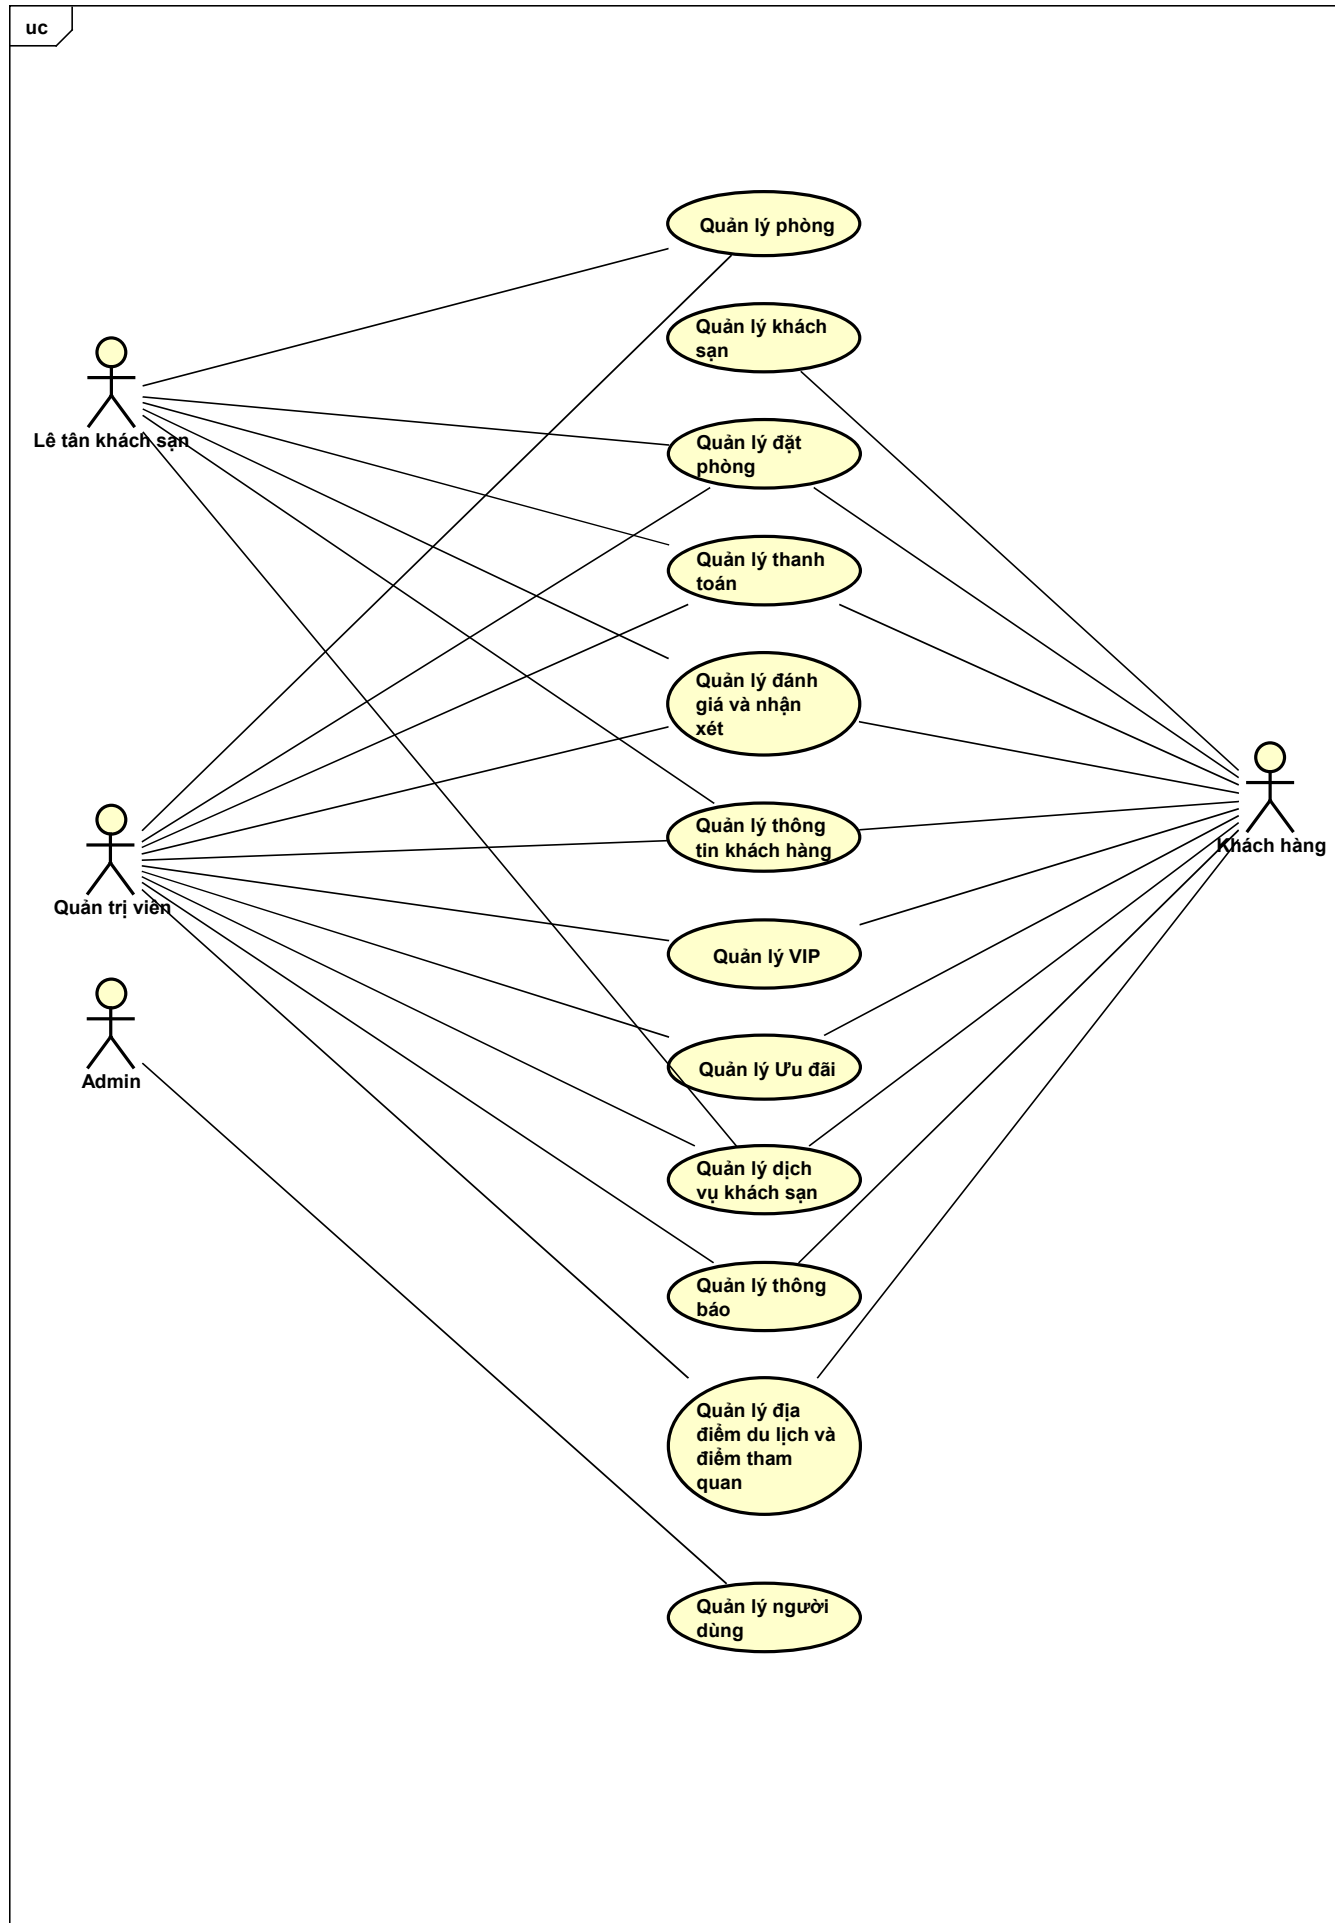 uc
Quản lý phòng
Quản lý khách
sạn
Lê tân khách sạn
Quản lý đặt
phòng
Quản lý thanh
toán
Quản lý đánh
giá và nhận
xét
Quản lý thông
tin khách hàng
Khách hàng
Quản trị viên
Quản lý VIP
Quản lý Ưu đãi
Admin
Quản lý dịch
vụ khách sạn
Quản lý thông
báo
Quản lý địa
điểm du lịch và
điểm tham
quan
Quản lý người
dùng